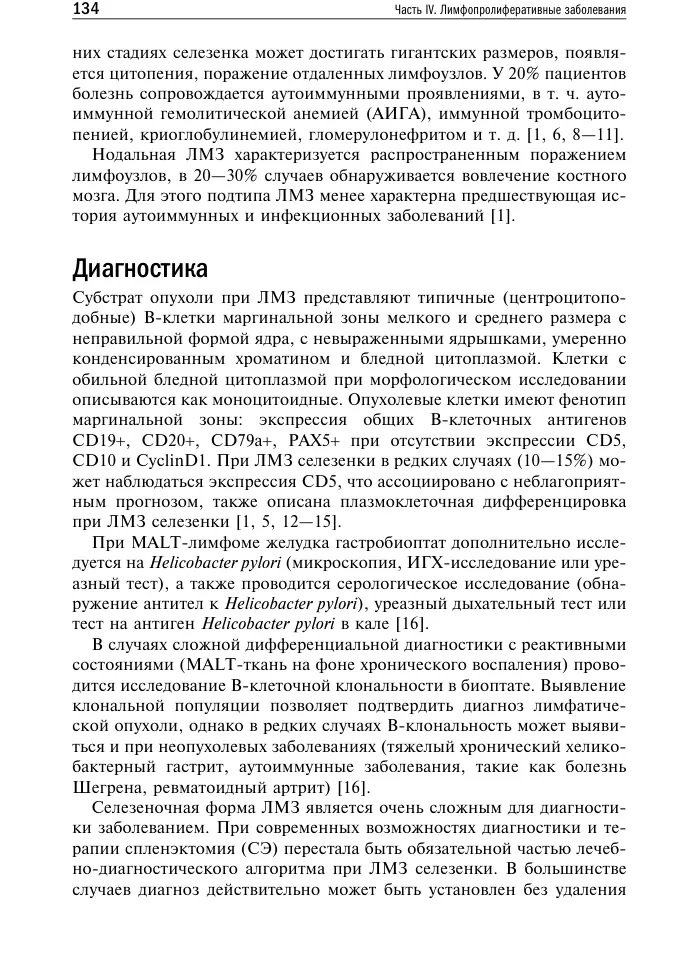 134
Часть IV. Лимфопролиферативные заболевания
них стадиях селезенка может достигать гигантских размеров, появля-
ется цитопения, поражение отдаленных лимфоузлов. У 20% пациентов
болезнь сопровождается аутоиммунными проявлениями, в т. ч. ауто-
иммунной гемолитической анемией (АИГА), иммунной тромбоцито-
пенией, криоглобулинемией, гломерулонефритом и т. д. [1, 6, 8—11].
Нодальная ЛМЗ характеризуется распространенным поражением
лимфоузлов, в 20—30% случаев обнаруживается вовлечение костного
мозга. Для этого подтипа ЛМЗ менее характерна предшествующая ис-
тория аутоиммунных и инфекционных заболеваний [1].
Диагностика
Субстрат опухоли при ЛМЗ представляют типичные (центроцитопо-
добные) В-клетки маргинальной зоны мелкого и среднего размера с
неправильной формой ядра, с невыраженными ядрышками, умеренно
конденсированным хроматином и бледной цитоплазмой. Клетки с
обильной бледной цитоплазмой при морфологическом исследовании
описываются как моноцитоидные. Опухолевые клетки имеют фенотип
маргинальной зоны: экспрессия общих В-клеточных антигенов
CD19+, CD20+, CD79a+, PAX5+ при отсутствии экспрессии CD5,
CD10 и CyclinD1. При ЛМЗ селезенки в редких случаях (10—15%) мо-
жет наблюдаться экспрессия CD5, что ассоциировано с неблагоприят-
ным прогнозом, также описана плазмоклеточная дифференцировка
при ЛМЗ селезенки [1, 5, 12—15].
При MALT-лимфоме желудка гастробиоптат дополнительно иссле-
дуется на Helicobacter pylori (микроскопия, ИГХ-исследование или уре-
азный тест), а также проводится серологическое исследование (обна-
ружение антител к Helicobacter pylori), уреазный дыхательный тест или
тест на антиген Helicobacter pylori в кале [16].
В случаях сложной дифференциальной диагностики с реактивными
состояниями (MALT-ткань на фоне хронического воспаления) прово-
дится исследование В-клеточной клональности в биоптате. Выявление
клональной популяции позволяет подтвердить диагноз лимфатиче-
ской опухоли, однако в редких случаях В-клональность может выяви-
ться и при неопухолевых заболеваниях (тяжелый хронический хелико-
бактерный гастрит, аутоиммунные заболевания, такие как болезнь
Шегрена, ревматоидный артрит) [16].
Селезеночная форма ЛМЗ является очень сложным для диагности-
ки заболеванием. При современных возможностях диагностики и те-
рапии спленэктомия (СЭ) перестала быть обязательной частью лечеб-
но-диагностического алгоритма при ЛМЗ селезенки. В большинстве
случаев диагноз действительно может быть установлен без удаления